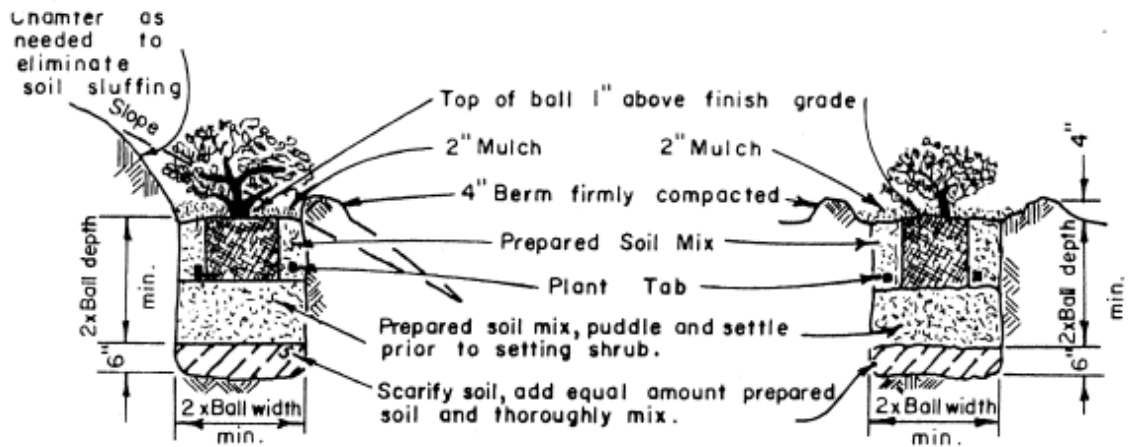 Chamfer as
needed to
eliminate
soil sluffing
Slope
Top of ball 1" above finish grade
2" Mulch
2" Mulch
4" Berm firmly compacted
Prepared Soil Mix
Plant Tab
Prepared soil mix, puddle and settle
prior to setting shrub.
Scarify soil, add equal amount prepared
soil and thoroughly mix.
2xBall depth
min.
6"
2xBall width
min.
4"
2xBall depth
min.
6"
2xBall width
min.